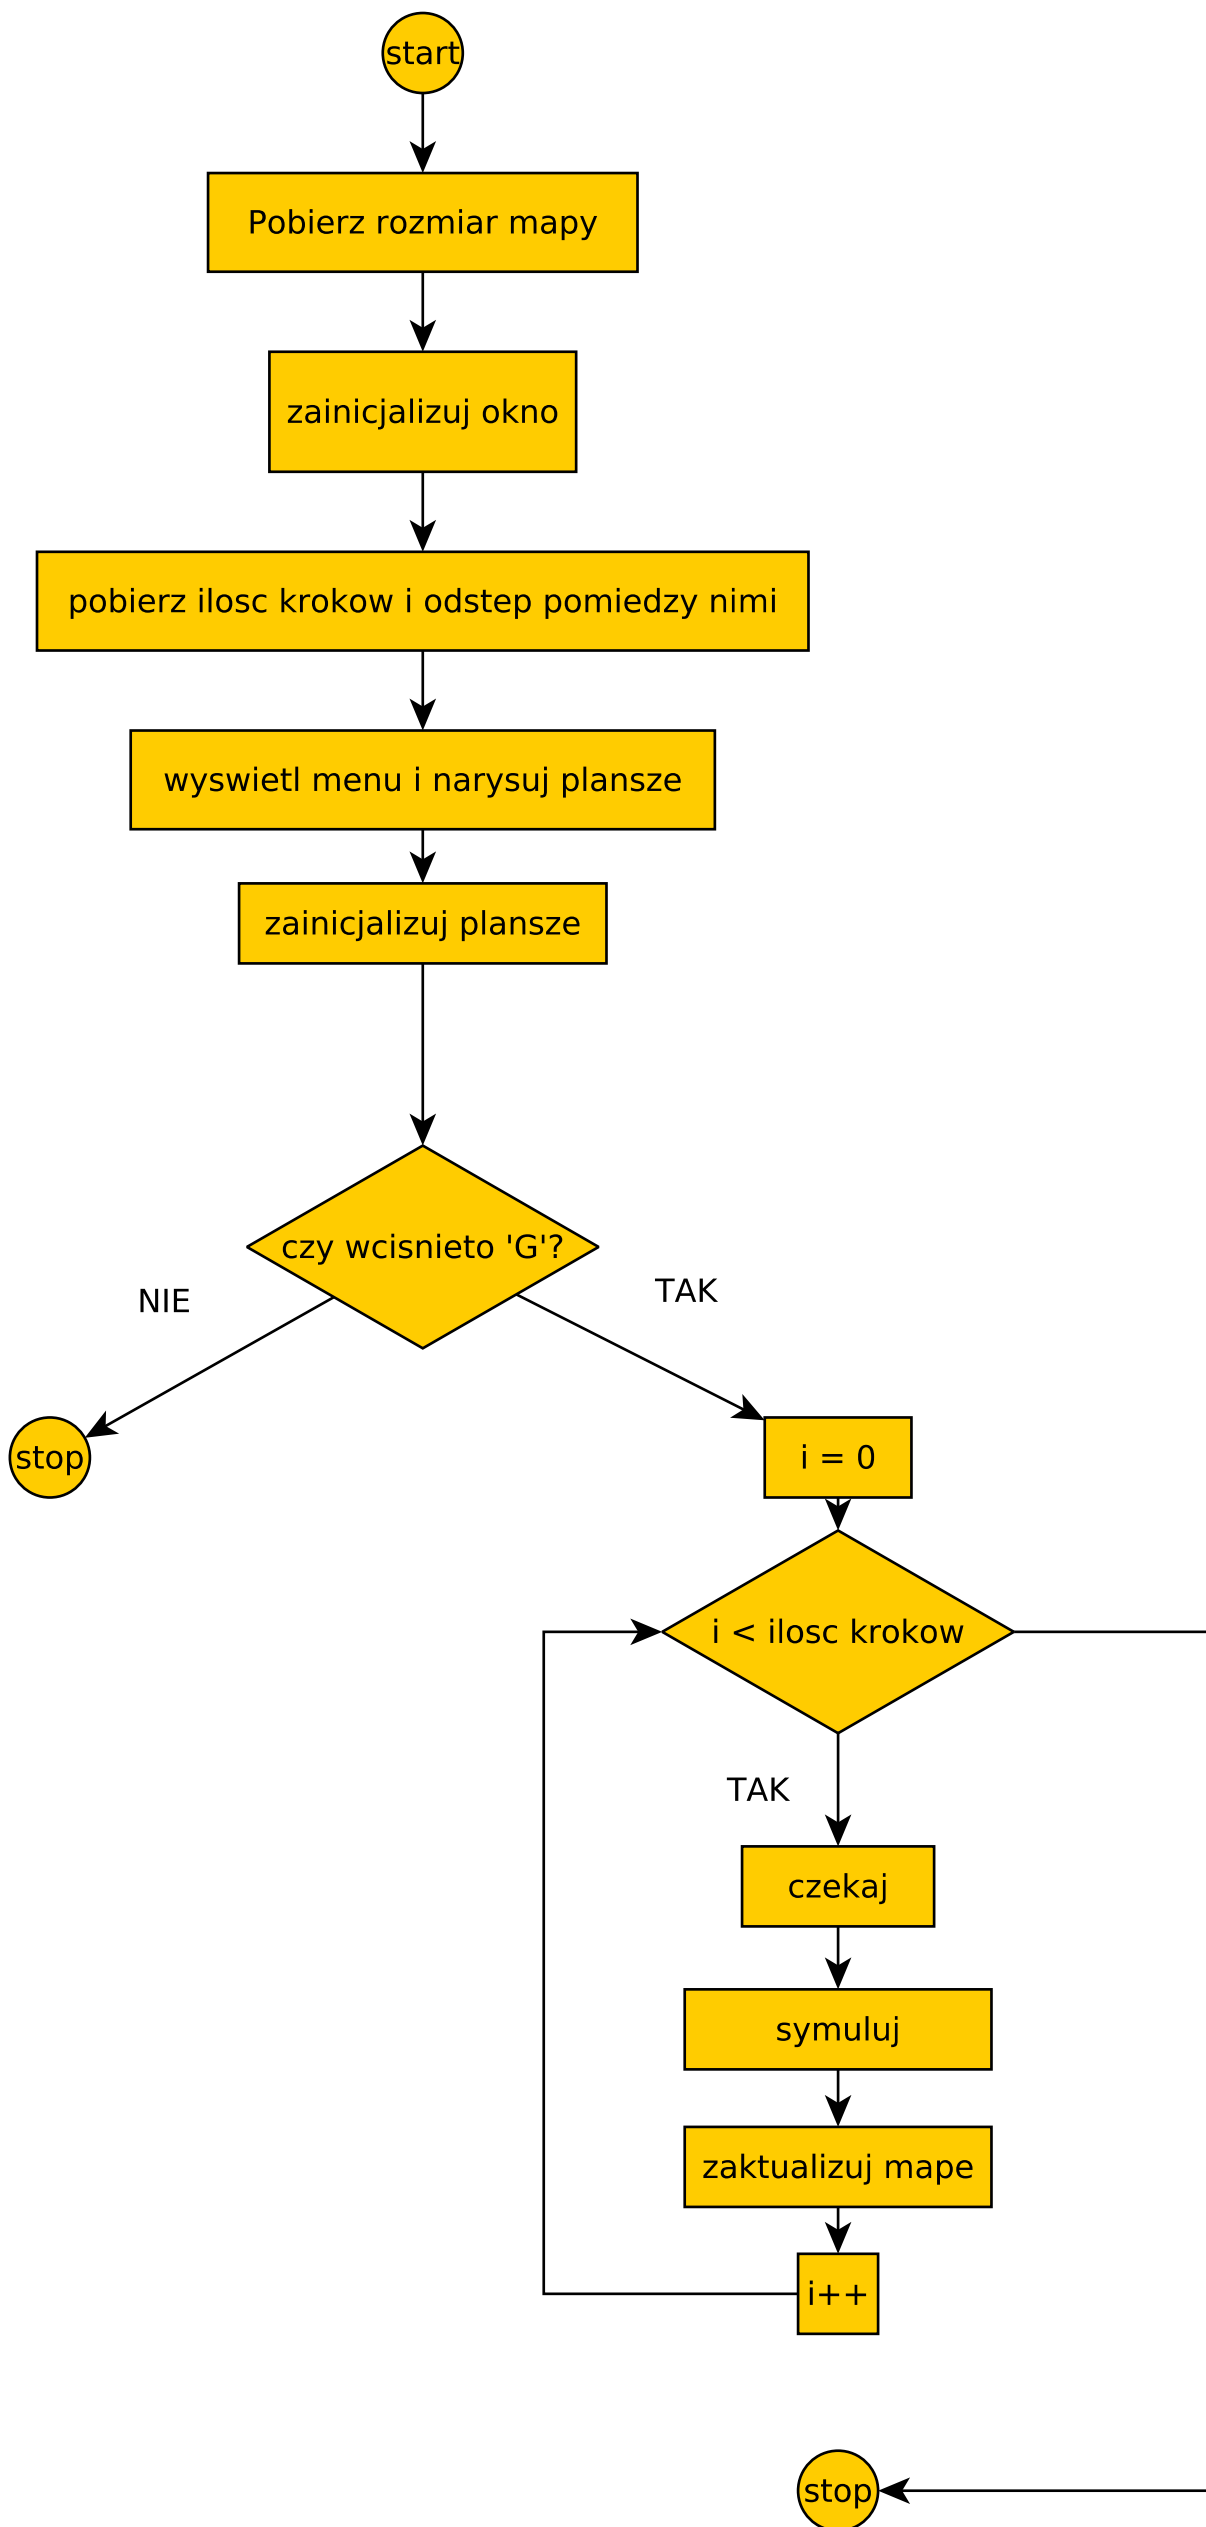 start
Pobierz rozmiar mapy
zainicjalizuj okno
pobierz ilosc krokow i odstep pomiedzy nimi
wyswietl menu i narysuj plansze
zainicjalizuj plansze
czy wcisnieto 'G'?
NIE
TAK
stop
i = 0
i < ilosc krokow
TAK
czekaj
symuluj
zaktualizuj mape
i++
stop